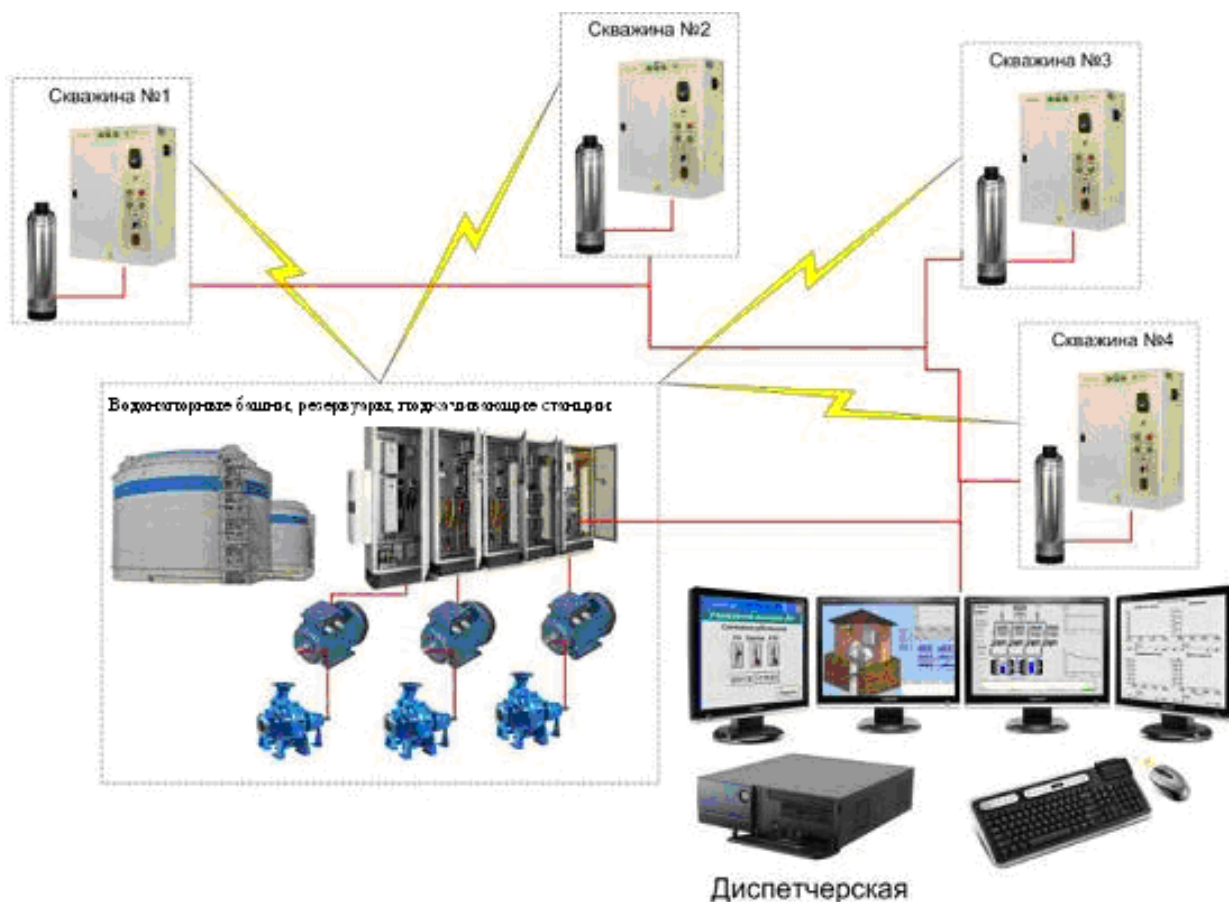 Скважина №1
Скважина №2
Скважина №3
Скважина №4
Водонапорные башни, резервуары, подкачивающие станции
Диспетчерская